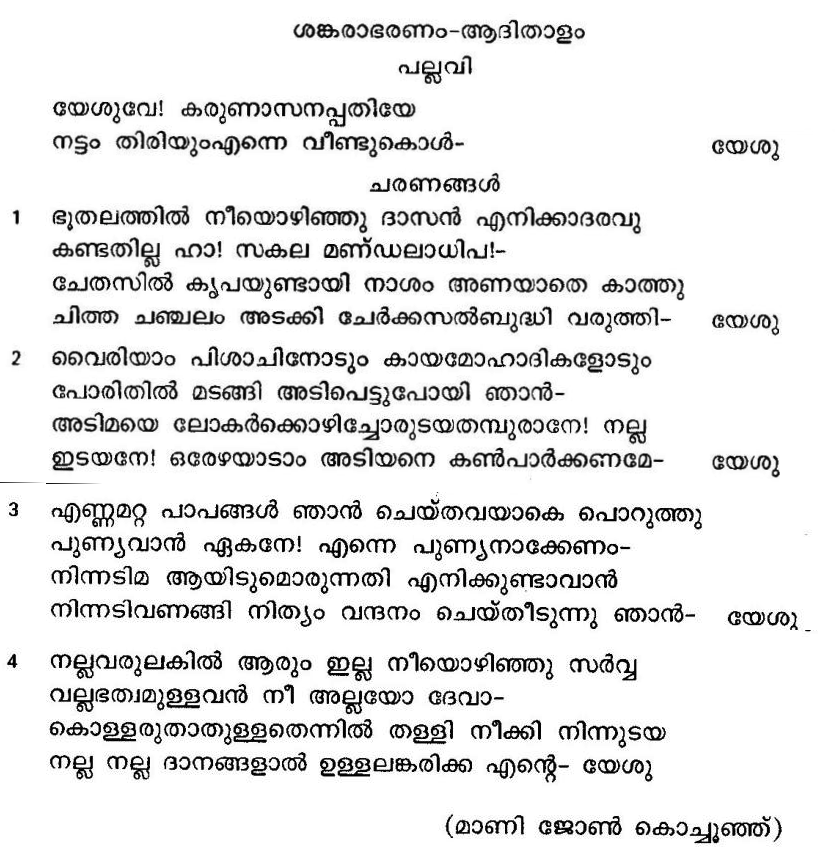 ശങ്കരാഭരണം-ആദിതാളം
പല്ലവി
യേശുവേ! കരുണാസനപ്പതിയേ
നട്ടം തിരിയുംഎന്നെ വീണ്ടുകൊൾ- യേശു
ചരണങ്ങൾ
1 ഭൂതലത്തിൽ നീയൊഴിഞ്ഞു ദാസൻ എനിക്കാദരവു
കണ്ടതില്ല ഹാ! സകല മണ്ഡലാധിപ!-
ചേതസിൽ കൃപയുണ്ടായി നാശം അണയാതെ കാത്തു
ചിത്ത ചഞ്ചലം അടക്കി ചേർക്കസൽബുദ്ധി വരുത്തി- യേശു
2 വൈരിയാം പിശാചിനോടും കായമോഹാദികളോടും
പോരിതിൽ മടങ്ങി അടിപെട്ടുപോയി ഞാൻ-
അടിമയെ ലോകർക്കൊഴിച്ചോരുടയതമ്പുരാനേ! നല്ല
ഇടയനേ! ഒരേഴയാടാം അടിയനെ കൺപാർക്കണമേ- യേശു
3 എണ്ണമറ്റ പാപങ്ങൾ ഞാൻ ചെയ്തവയാകെ പൊറുത്തു
പുണ്യവാൻ ഏകനേ! എന്നെ പുണ്യനാക്കേണം-
നിന്നടിമ ആയിടുമൊരുന്നതി എനിക്കുണ്ടാവാൻ
നിന്നടിവണങ്ങി നിത്യം വന്ദനം ചെയ്തീടുന്നു ഞാൻ- യേശു
4 നല്ലവരുലകിൽ ആരും ഇല്ല നീയൊഴിഞ്ഞു സർവ്വ
വല്ലഭത്വമുള്ളവൻ നീ അല്ലയോ ദേവാ-
കൊള്ളരുതാതുള്ളതെന്നിൽ തള്ളി നീക്കി നിന്നുടയ
നല്ല നല്ല ദാനങ്ങളാൽ ഉള്ളലങ്കരിക്ക എന്റെ- യേശു
(മാണി ജോൺ കൊച്ചൂഞ്ഞ്)